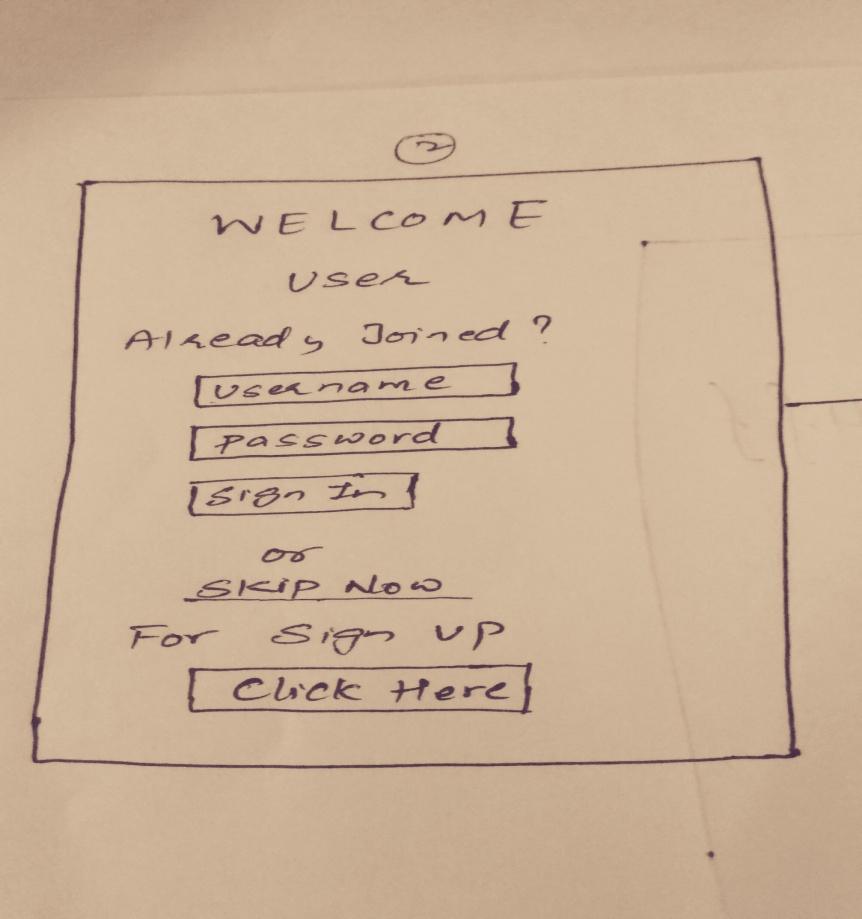 2
WELCOME
User
Already Joined?
Username
Password
Sign In
or
SKIP NOW
For Sign UP
Click Here